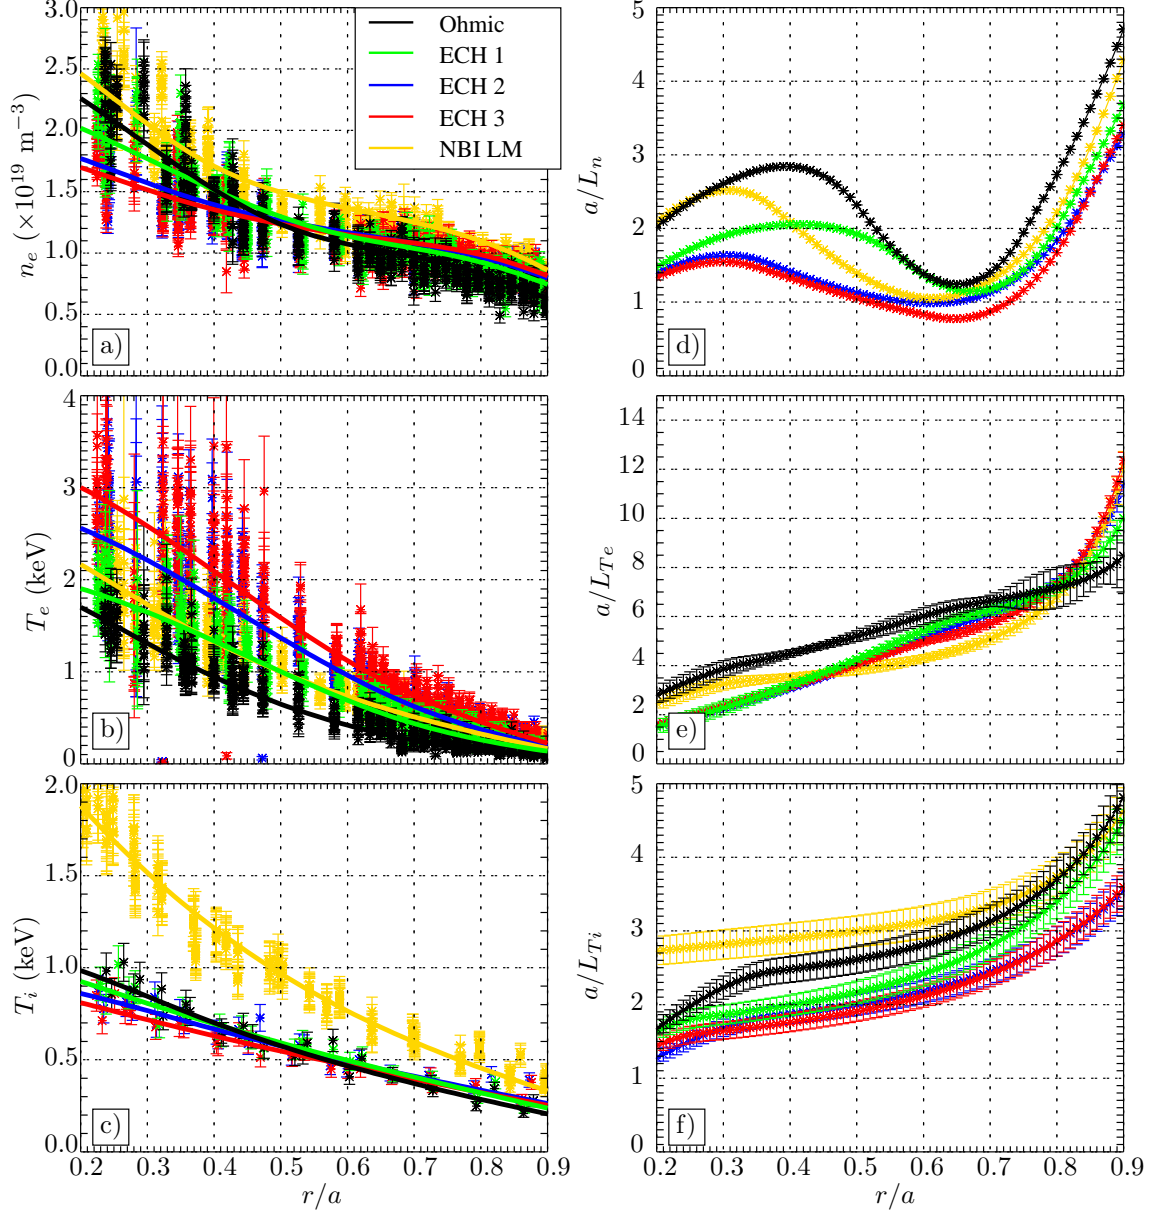 3.0
2.5
2.0
1.5
1.0
0.5
0.0
n_e (×10^19 m^−3)
a)
Ohmic
ECH 1
ECH 2
ECH 3
NBI LM
5
4
3
2
1
0
a/L_n
d)
4
3
2
1
0
T_e (keV)
b)
14
12
10
8
6
4
2
0
a/L_Te
e)
2.0
1.5
1.0
0.5
0.0
T_i (keV)
c)
0.2 0.3 0.4 0.5 0.6 0.7 0.8 0.9
r/a
5
4
3
2
1
0
a/L_Ti
f)
0.2 0.3 0.4 0.5 0.6 0.7 0.8 0.9
r/a